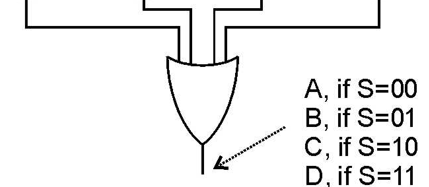 A, if S=00
B, if S=01
C, if S=10
D, if S=11